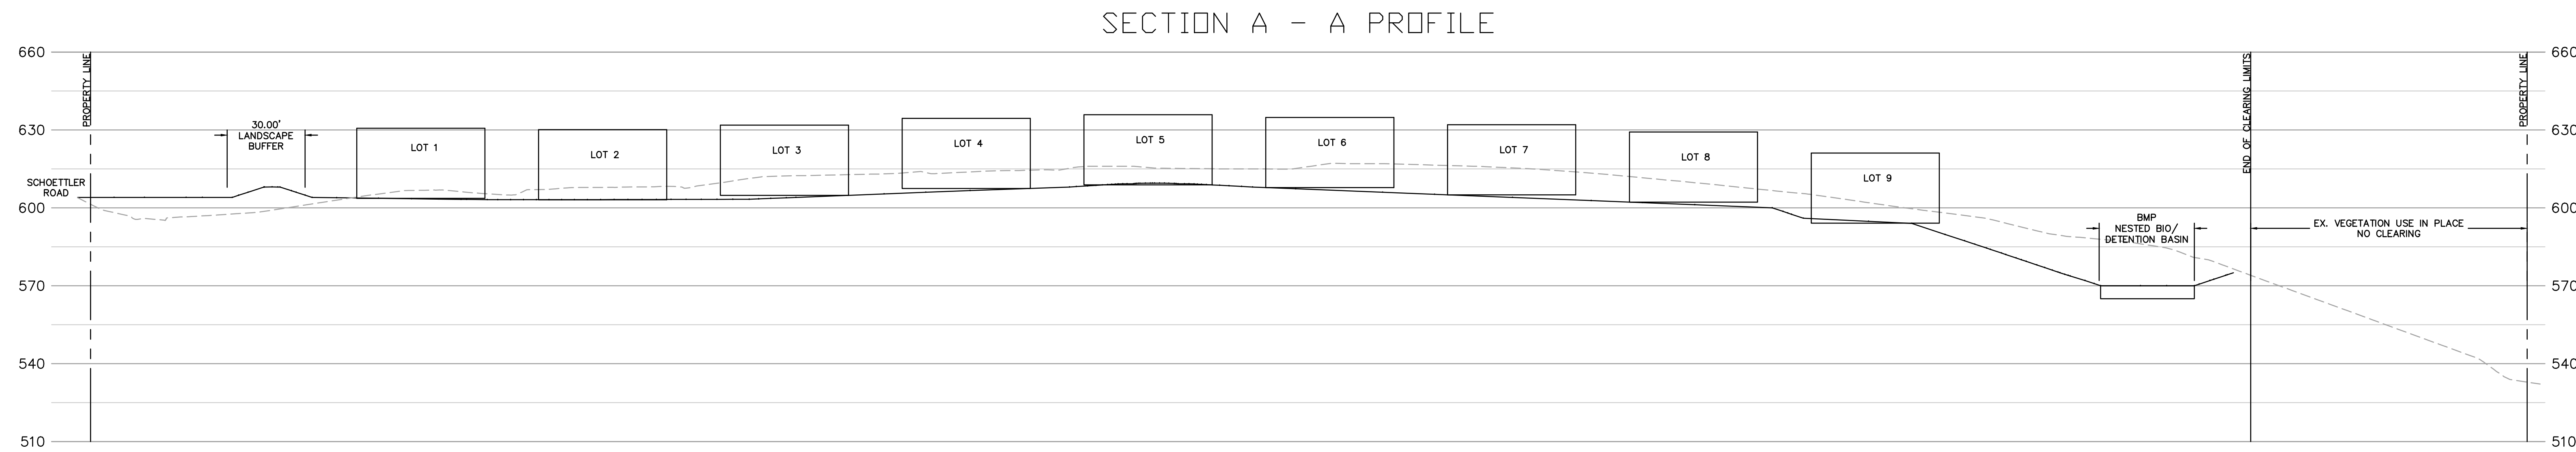 SECTION A - A PROFILE
660
660
PROPERTY LINE
END OF CLEARING LIMITS
PROPERTY LINE
630
630
30.00'
LANDSCAPE
BUFFER
LOT 1
LOT 2
LOT 3
LOT 4
LOT 5
LOT 6
LOT 7
LOT 8
LOT 9
SCHOETTLER
ROAD
600
600
BMP
NESTED BIO/
DETENTION BASIN
EX. VEGETATION USE IN PLACE
NO CLEARING
570
570
540
540
510
510